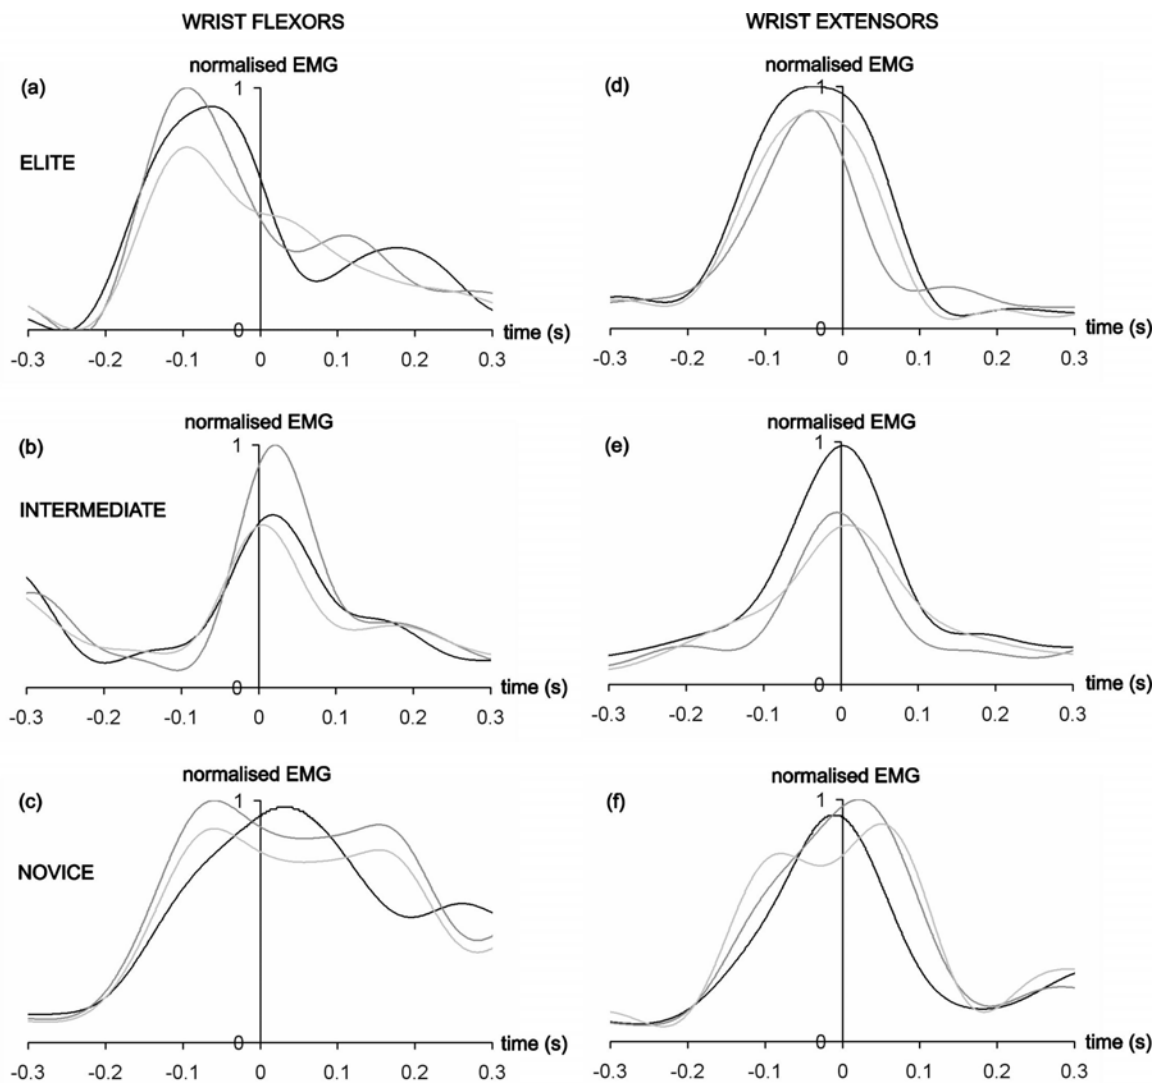 WRIST FLEXORS WRIST EXTENSORS
normalised EMG
(a)
1
ELITE
0
time (s)
-0.3 -0.2 -0.1 0 0.1 0.2 0.3
normalised EMG
(d)
1
0
time (s)
-0.3 -0.2 -0.1 0 0.1 0.2 0.3
normalised EMG
(b)
1
INTERMEDIATE
0
time (s)
-0.3 -0.2 -0.1 0 0.1 0.2 0.3
normalised EMG
(e)
1
0
time (s)
-0.3 -0.2 -0.1 0 0.1 0.2 0.3
normalised EMG
(c)
1
NOVICE
0
time (s)
-0.3 -0.2 -0.1 0 0.1 0.2 0.3
normalised EMG
(f)
1
0
time (s)
-0.3 -0.2 -0.1 0 0.1 0.2 0.3